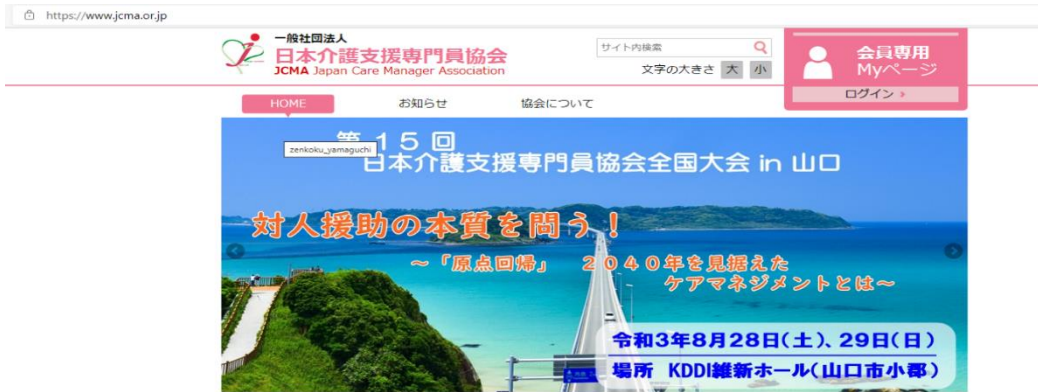 https://www.jcma.or.jp
一般社団法人
日本介護支援専門員協会
JCMA Japan Care Manager Association
サイト内検索
文字の大きさ 大 小
会員専用
Myページ
ログイン
HOME
お知らせ
協会について
zenkoku_yamaguchi
第15回
日本介護支援専門員協会全国大会 in 山口
対人援助の本質を問う！
～「原点回帰」 2040年を見据えた
ケアマネジメントとは～
令和3年8月28日(土)、29日(日)
場所 KDDI維新ホール(山口市小郡)